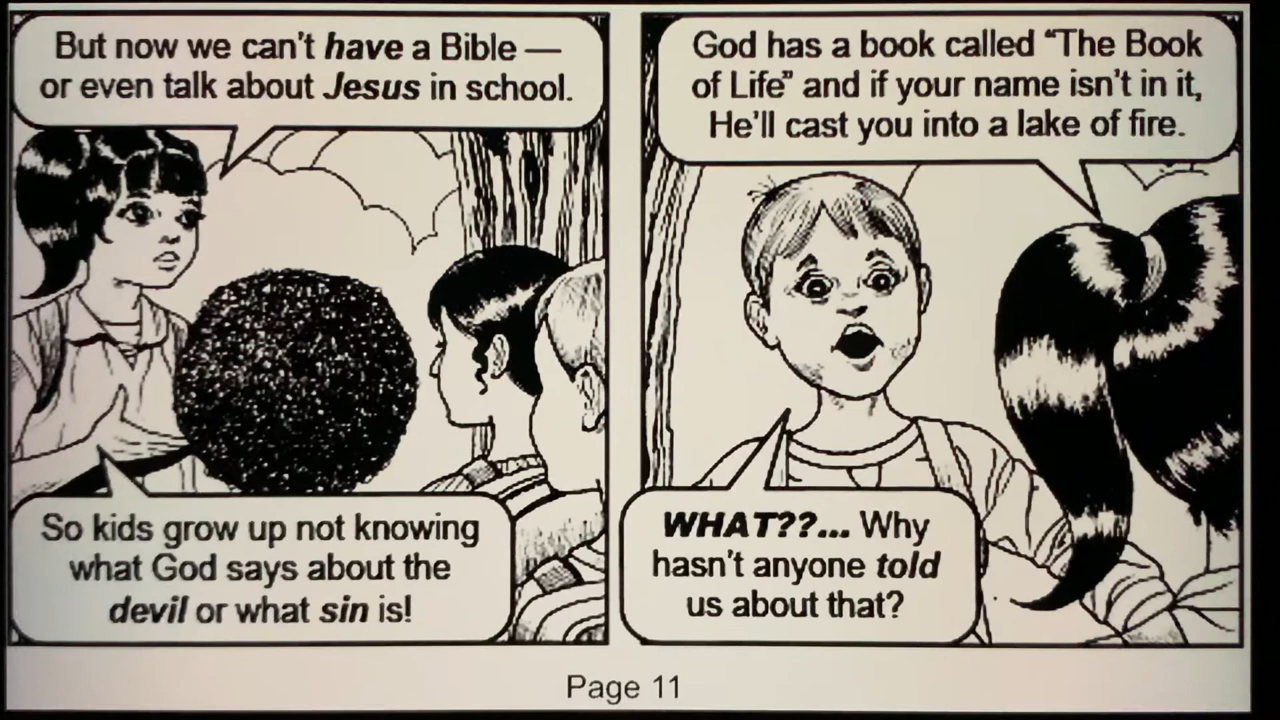 But now we can't have a Bible —
or even talk about Jesus in school.
So kids grow up not knowing
what God says about the
devil or what sin is!
God has a book called “The Book
of Life” and if your name isn't in it,
He'll cast you into a lake of fire.
WHAT??... Why
hasn't anyone told
us about that?
Page 11